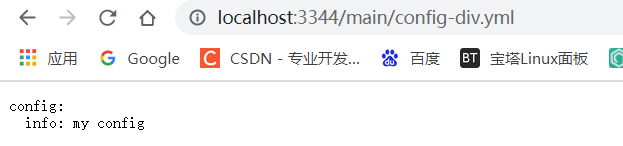 localhost:3344/main/config-div.yml
应用 Google C CSDN - 专业开发... 百度 BT 宝塔Linux面板
config:
  info: my config